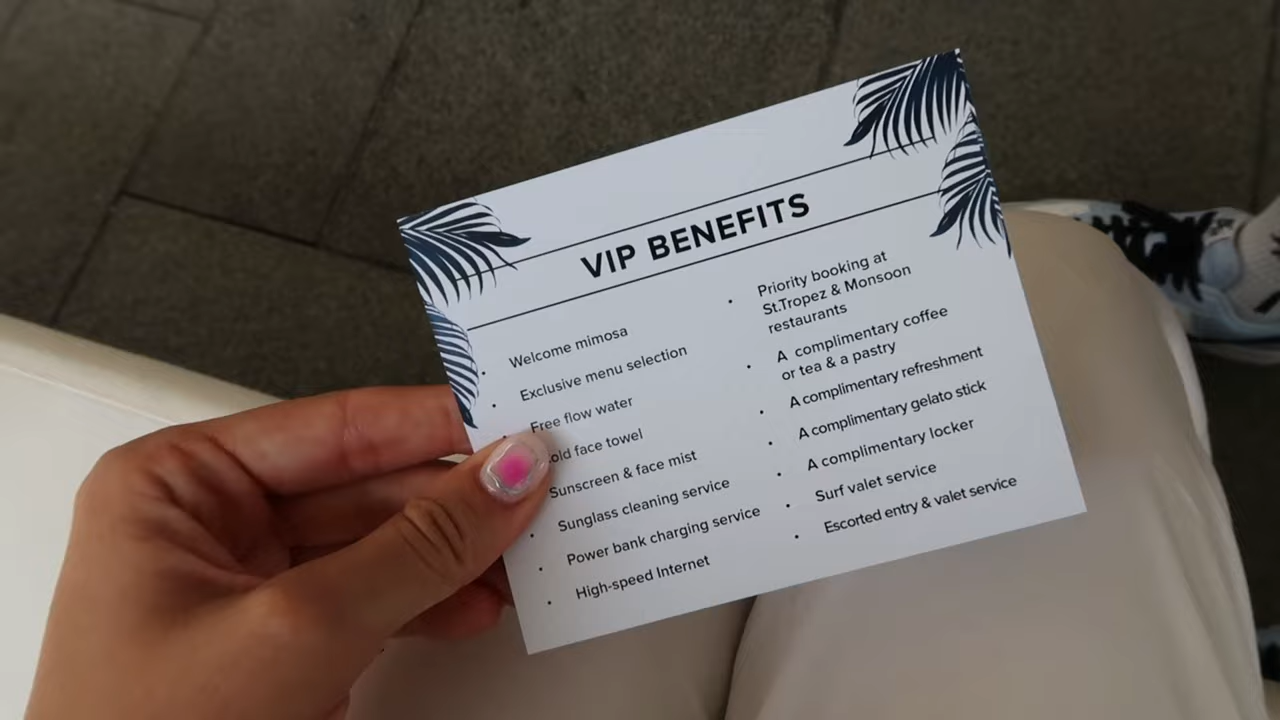 VIP BENEFITS
Welcome mimosa
Exclusive menu selection
Free flow water
old face towel
Sunscreen & face mist
Sunglass cleaning service
Power bank charging service
High-speed Internet
Priority booking at
St.Tropez & Monsoon
restaurants
A complimentary coffee
or tea & a pastry
A complimentary refreshment
A complimentary gelato stick
A complimentary locker
Surf valet service
Escorted entry & valet service